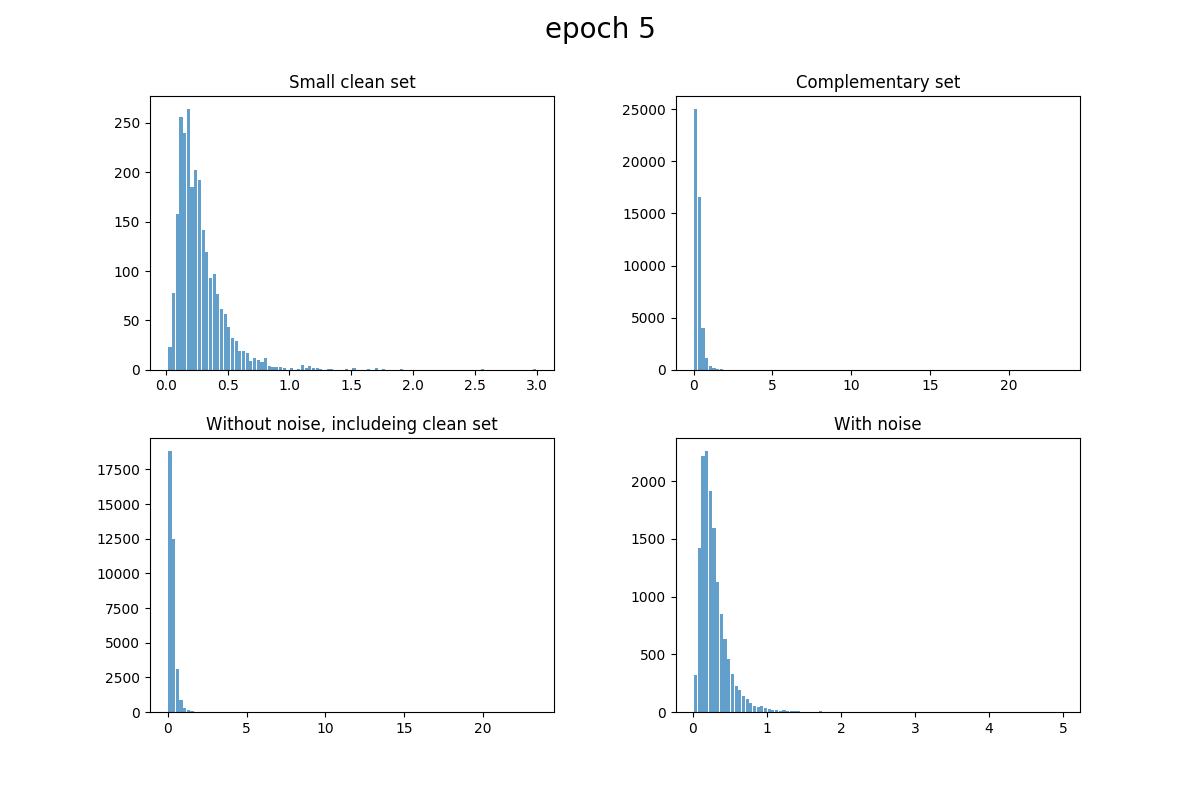 epoch 5
Small clean set
250
200
150
100
50
0
0.0 0.5 1.0 1.5 2.0 2.5 3.0
Complementary set
25000
20000
15000
10000
5000
0
0 5 10 15 20
Without noise, includeing clean set
17500
15000
12500
10000
7500
5000
2500
0
0 5 10 15 20
With noise
2000
1500
1000
500
0
0 1 2 3 4 5